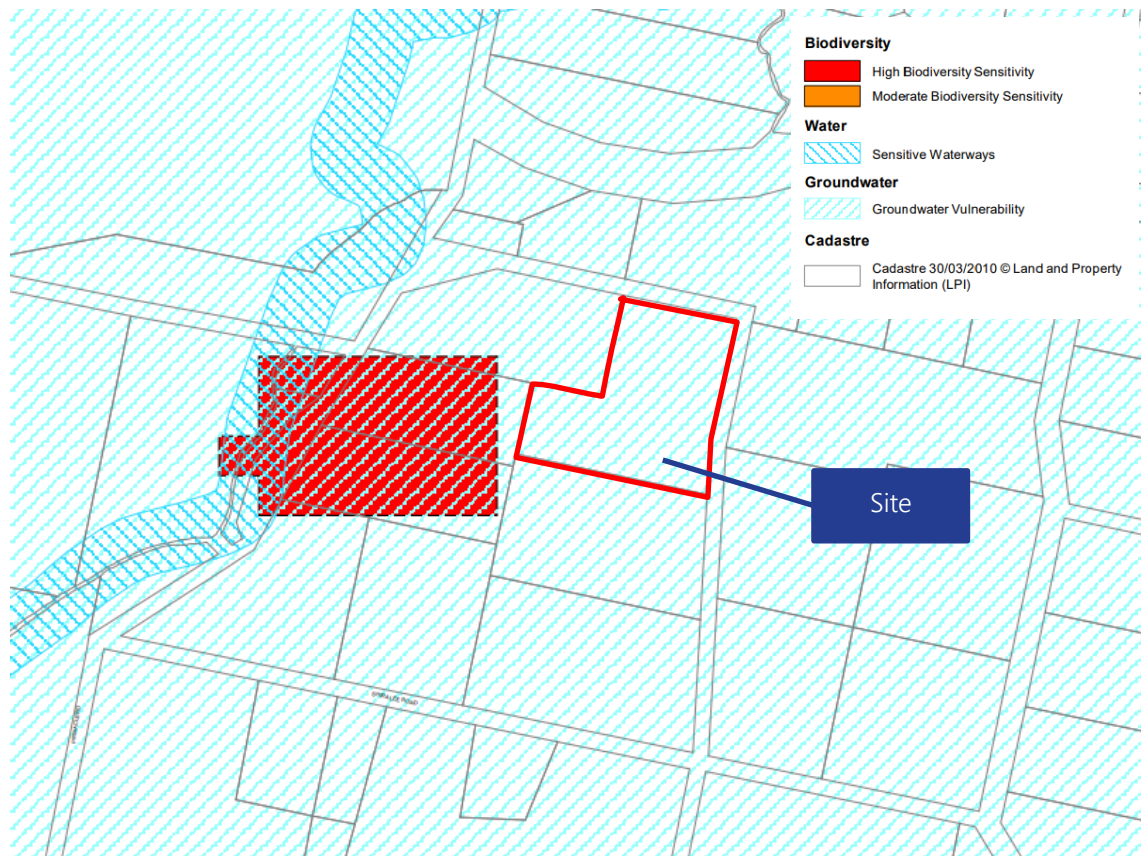 Biodiversity
High Biodiversity Sensitivity
Moderate Biodiversity Sensitivity
Water
Sensitive Waterways
Groundwater
Groundwater Vulnerability
Cadastre
Cadastre 30/03/2010 © Land and Property
Information (LPI)
Site
ROAD